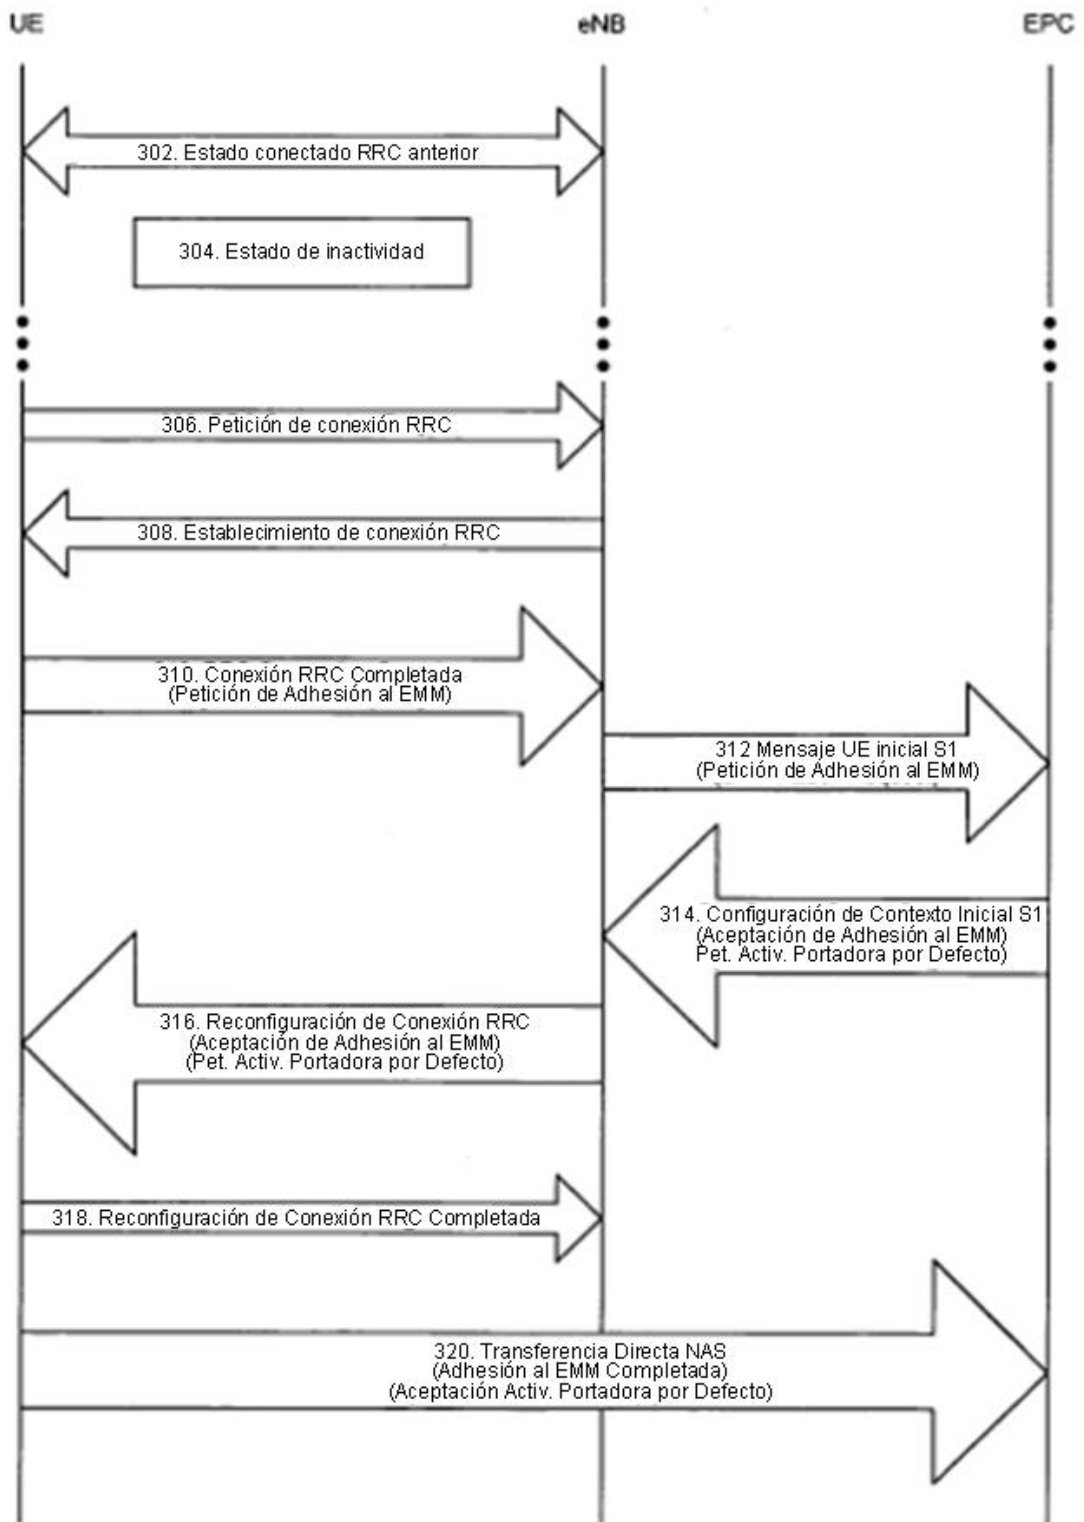 UE eNB EPC
302. Estado conectado RRC anterior
304. Estado de inactividad
306. Petición de conexión RRC
308. Establecimiento de conexión RRC
310. Conexión RRC Completada
(Petición de Adhesión al EMM)
312 Mensaje UE inicial S1
(Petición de Adhesión al EMM)
314. Configuración de Contexto Inicial S1
(Aceptación de Adhesión al EMM)
Pet. Activ. Portadora por Defecto)
316. Reconfiguración de Conexión RRC
(Aceptación de Adhesión al EMM)
(Pet. Activ. Portadora por Defecto)
318. Reconfiguración de Conexión RRC Completada
320. Transferencia Directa NAS
(Adhesión al EMM Completada)
(Aceptación Activ. Portadora por Defecto)